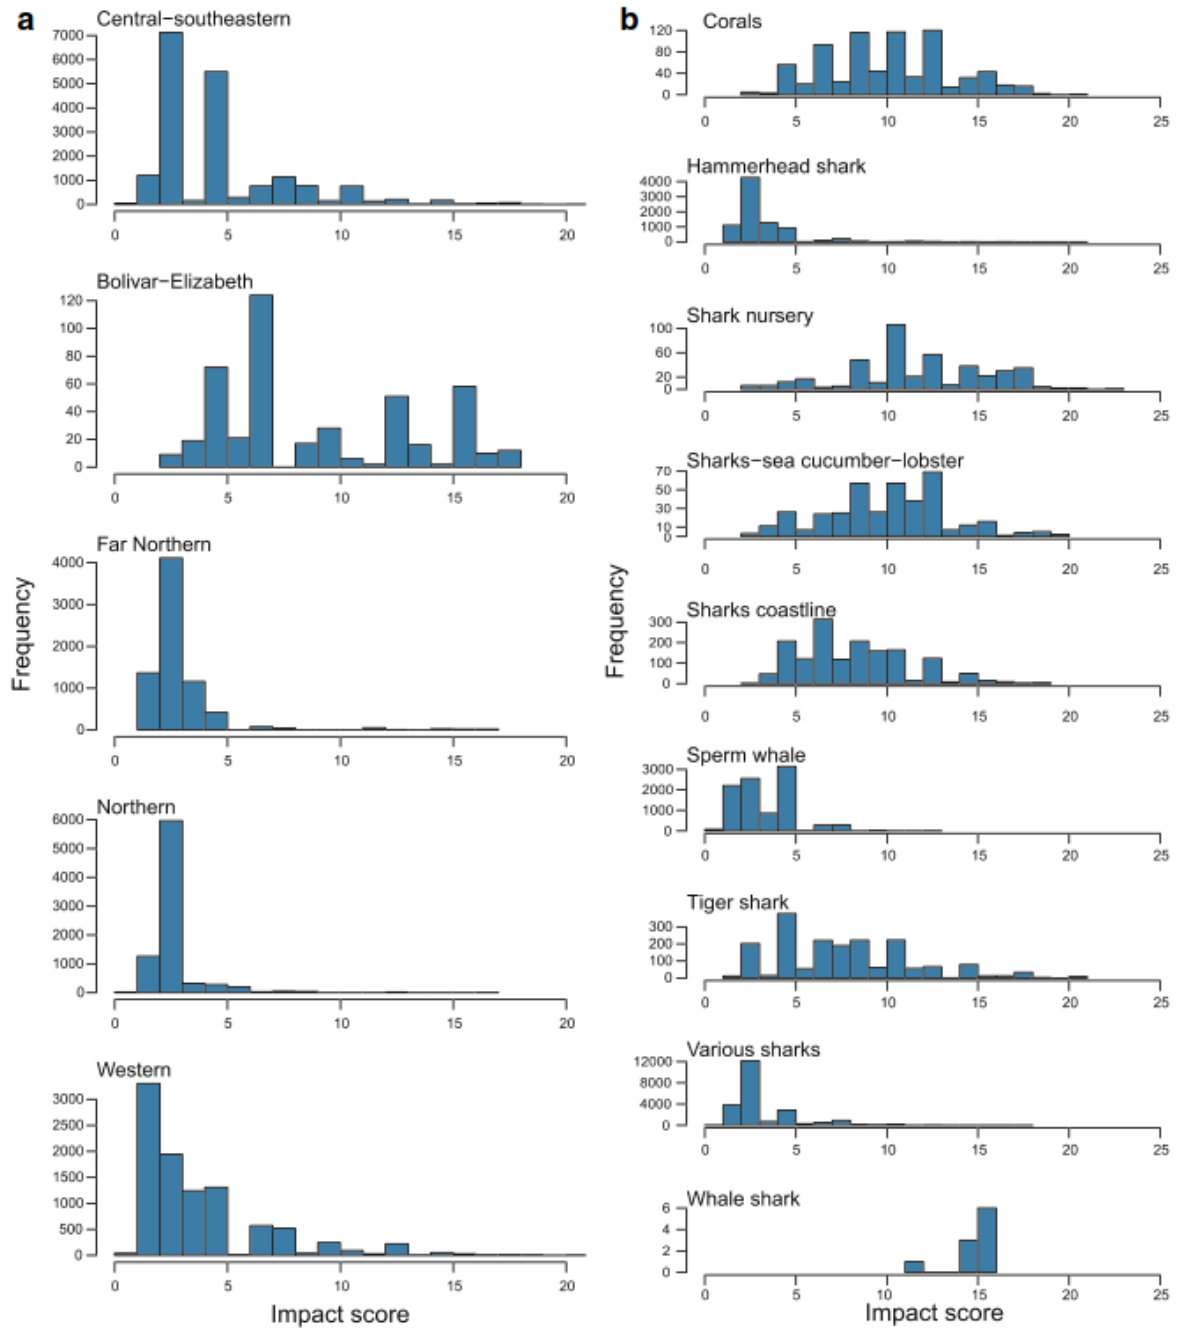 a
Central−southeastern
7000
6000
5000
4000
3000
2000
1000
0
0 5 10 15 20
Bolivar−Elizabeth
120
100
80
60
40
20
0
0 5 10 15 20
Far Northern
4000
3000
2000
1000
0
0 5 10 15 20
Northern
6000
5000
4000
3000
2000
1000
0
0 5 10 15 20
Western
3000
2500
2000
1500
1000
500
0
0 5 10 15 20
Frequency
Impact score
b
Corals
120
80
40
0
0 5 10 15 20 25
Hammerhead shark
4000
3000
2000
1000
0
0 5 10 15 20 25
Shark nursery
100
60
20
0
0 5 10 15 20 25
Sharks−sea cucumber−lobster
70
50
30
10
0
0 5 10 15 20 25
Sharks coastline
300
200
100
0
0 5 10 15 20 25
Sperm whale
3000
2000
1000
0
0 5 10 15 20 25
Tiger shark
300
200
100
0
0 5 10 15 20 25
Various sharks
12000
8000
4000
0
0 5 10 15 20 25
Whale shark
6
4
2
0
0 5 10 15 20 25
Frequency
Impact score